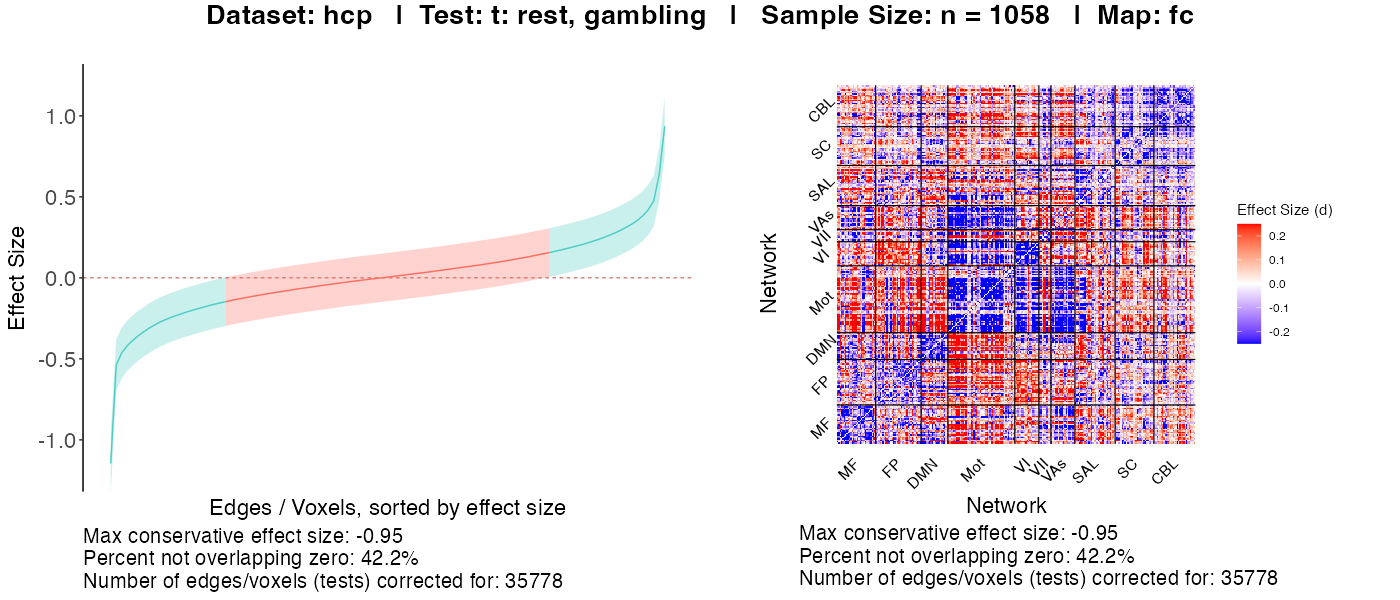 Dataset: hcp | Test: t: rest, gambling | Sample Size: n = 1058 | Map: fc
Effect Size
1.0
0.5
0.0
-0.5
-1.0
Edges / Voxels, sorted by effect size
Max conservative effect size: -0.95
Percent not overlapping zero: 42.2%
Number of edges/voxels (tests) corrected for: 35778
Network
CBL
SC
SAL
VAs
VII
VI
Mot
DMN
FP
MF
MF
FP
DMN
Mot
VI
VII
VAs
SAL
SC
CBL
Network
Effect Size (d)
0.2
0.1
0.0
-0.1
-0.2
Max conservative effect size: -0.95
Percent not overlapping zero: 42.2%
Number of edges/voxels (tests) corrected for: 35778